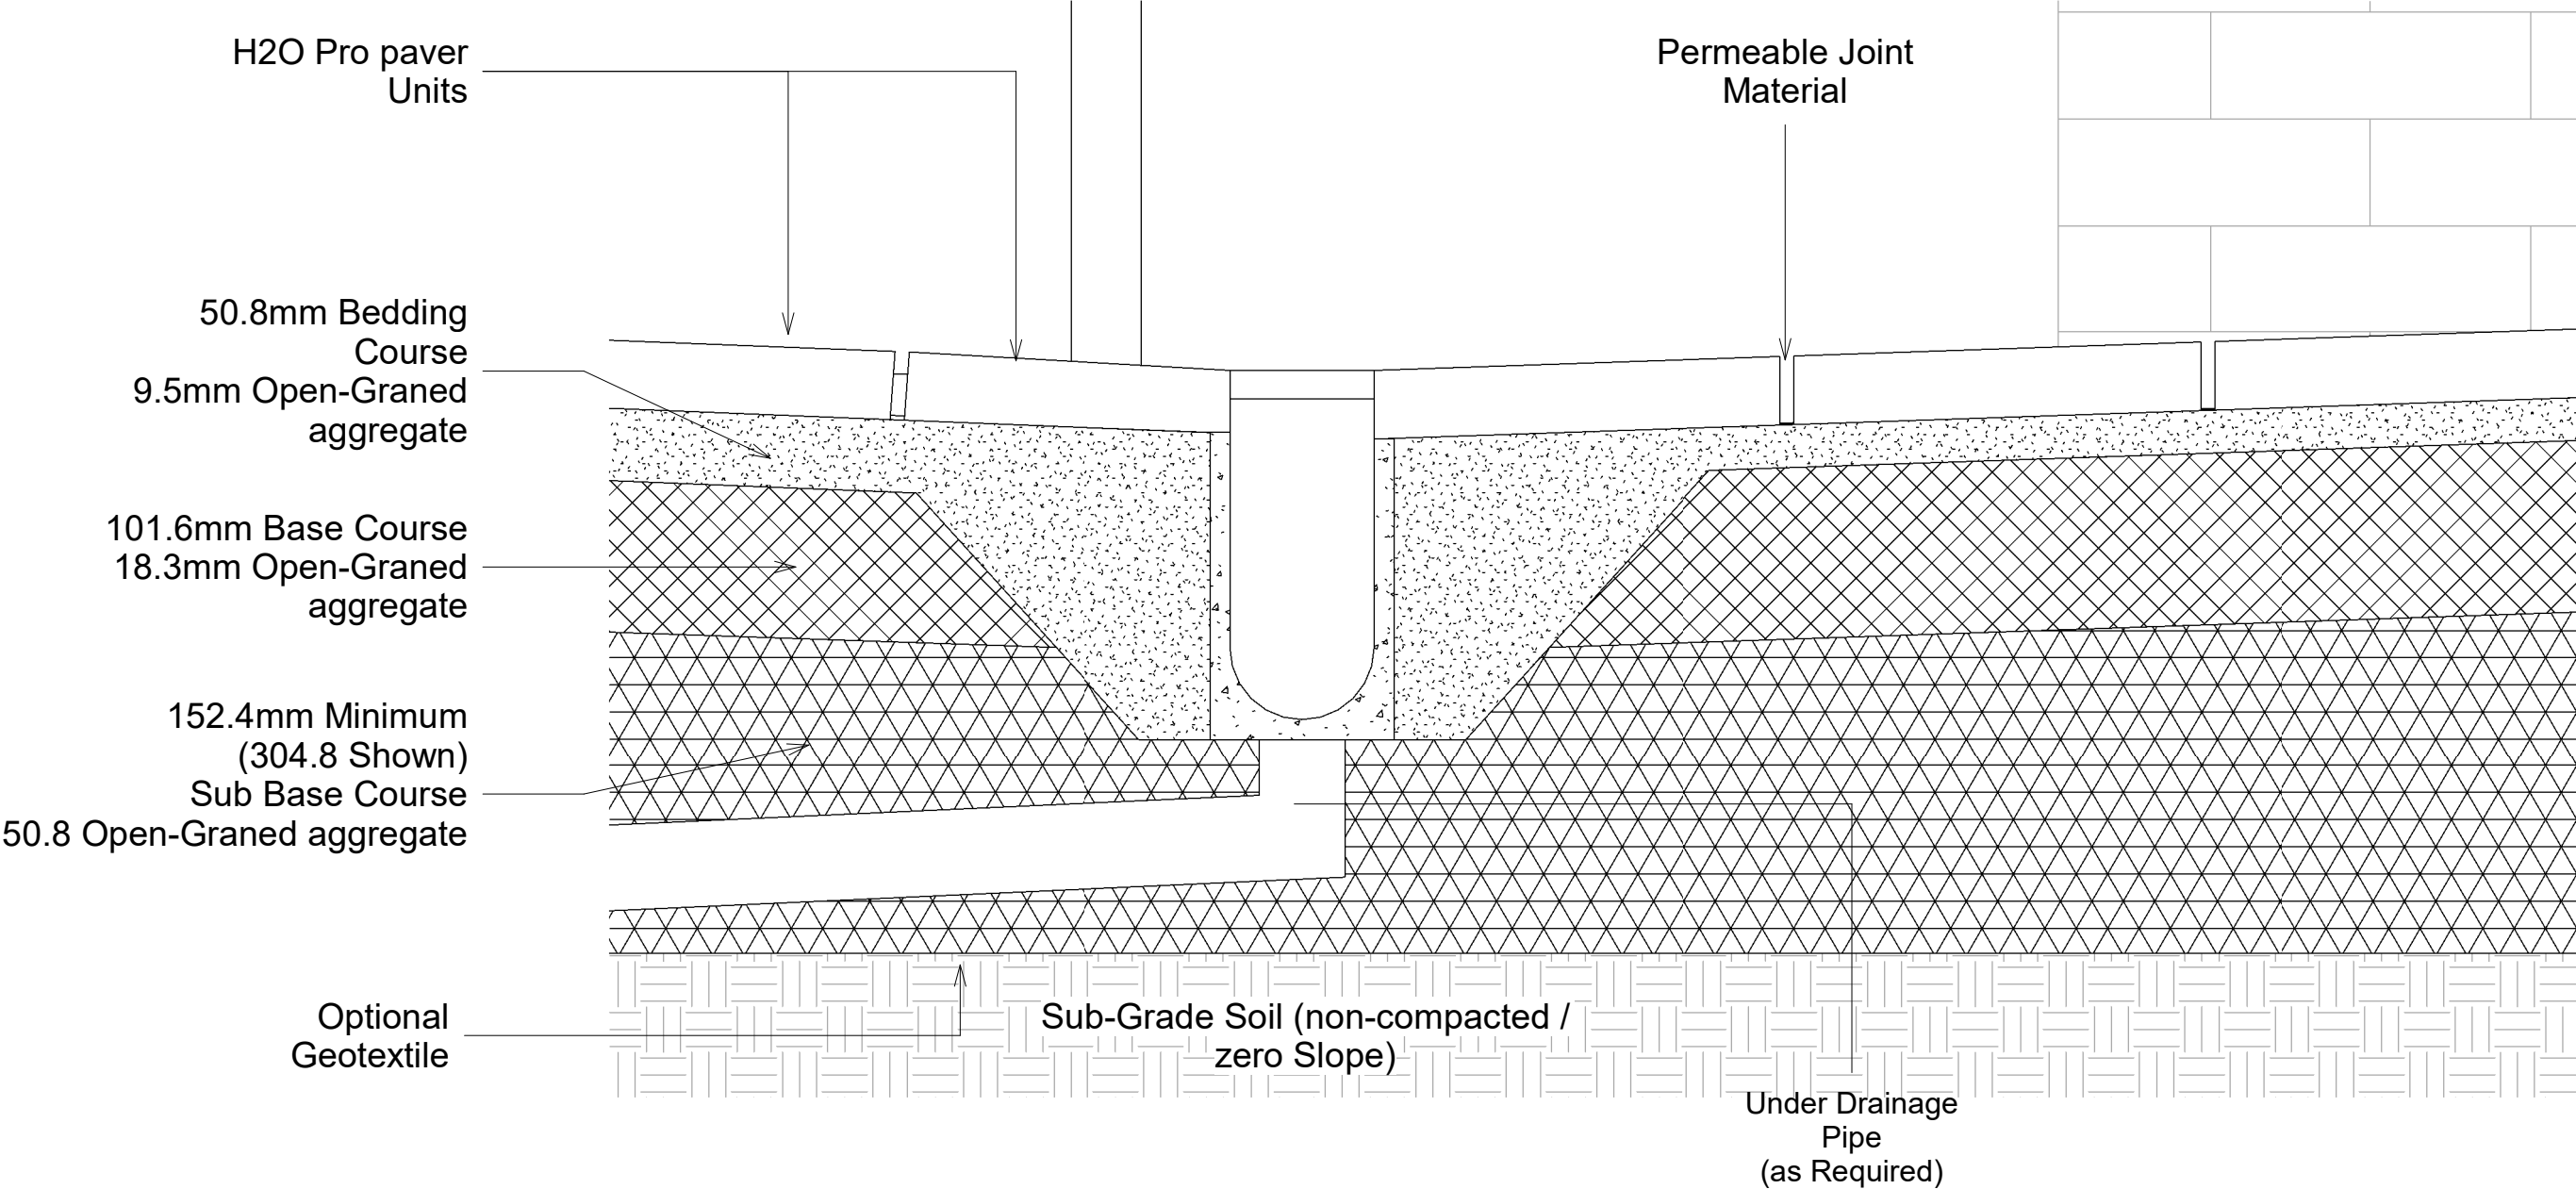 H2O Pro paver
Units
Permeable Joint
Material
50.8mm Bedding
Course
9.5mm Open-Graned
aggregate
101.6mm Base Course
18.3mm Open-Graned
aggregate
152.4mm Minimum
(304.8 Shown)
Sub Base Course
50.8 Open-Graned aggregate
Optional
Geotextile
Sub-Grade Soil (non-compacted /
zero Slope)
Under Drainage
Pipe
(as Required)